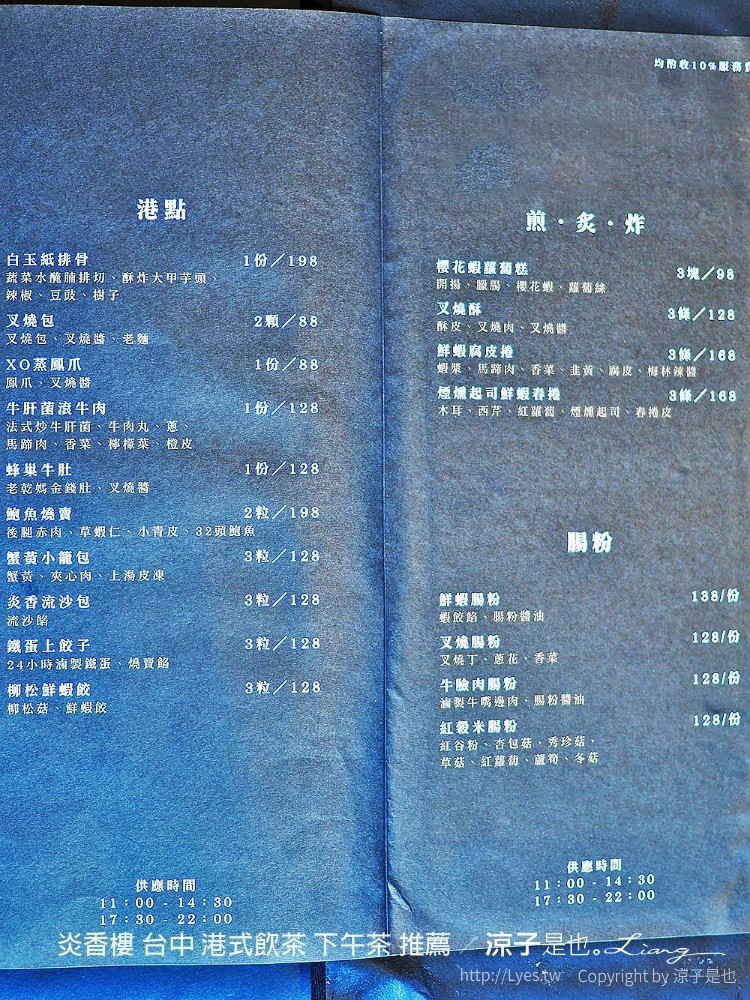 港點
白玉紙排骨 1份／198
蔬菜水醃腩排切、酥炸大甲芋頭、
辣椒、豆豉、樹子
叉燒包 2顆／88
叉燒包、叉燒醬、老麵
XO蒸鳳爪 1份／88
鳳爪、叉燒醬
牛肝菌滾牛肉 1份／128
法式炒牛肝菌、牛肉丸、蔥、
馬蹄肉、香菜、檸檬葉、橙皮
蜂巢牛肚 1份／128
老乾媽金錢肚、叉燒醬
鮑魚燒賣 2粒／198
後腿赤肉、草蝦仁、小青皮、32頭鮑魚
蟹黃小籠包 3粒／128
蟹黃、夾心肉、上湯皮凍
炎香流沙包 3粒／128
流沙餡
鐵蛋上餃子 3粒／128
24小時滷製鐵蛋、燒賣餡
柳松鮮蝦餃 3粒／128
柳松菇、鮮蝦餃
供應時間
11：00 - 14：30
17：30 - 22：00
均酌收10%服務費
煎·炙·炸
櫻花蝦蘿蔔糕 3塊／98
開揚、臘腸、櫻花蝦、蘿蔔絲
叉燒酥 3條／128
酥皮、叉燒肉、叉燒醬
鮮蝦腐皮捲 3條／168
蝦漿、馬蹄肉、香菜、韭黃、腐皮、梅林辣醬
煙燻起司鮮蝦春捲 3條／168
木耳、西芹、紅蘿蔔、煙燻起司、春捲皮
腸粉
鮮蝦腸粉 138/份
蝦餃餡、腸粉醬油
叉燒腸粉 128/份
叉燒丁、蔥花、香菜
牛臉肉腸粉 128/份
滷製牛嘴邊肉、腸粉醬油
紅穀米腸粉 128/份
紅谷粉、杏包菇、秀珍菇、
草菇、紅蘿蔔、蘆筍、冬菇
供應時間
11：00 - 14：30
17：30 - 22：00
炎香樓 台中 港式飲茶 下午茶 推薦 ／ 涼子是也。Liang
http://Lyes.tw Copyright by 涼子是也